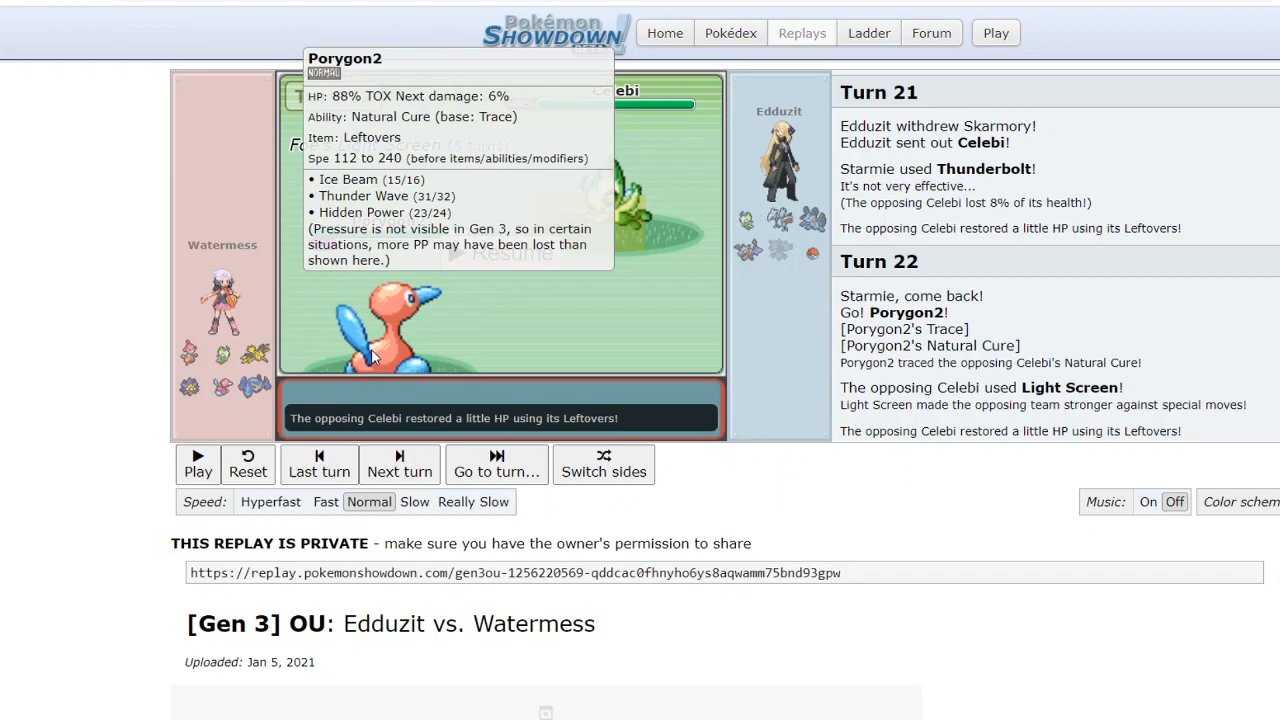 Pokémon
SHOWDOWN!
BETA
Home
Pokédex
Replays
Ladder
Forum
Play
Porygon2
NORMAL
HP: 88% TOX Next damage: 6%
Ability: Natural Cure (base: Trace)
Item: Leftovers
Spe 112 to 240 (before items/abilities/modifiers)
• Ice Beam (15/16)
• Thunder Wave (31/32)
• Hidden Power (23/24)
(Pressure is not visible in Gen 3, so in certain
situations, more PP may have been lost than
shown here.)
Celebi
Resume
Watermess
The opposing Celebi restored a little HP using its Leftovers!
Edduzit
Turn 21
Edduzit withdrew Skarmory!
Edduzit sent out Celebi!
Starmie used Thunderbolt!
It's not very effective...
(The opposing Celebi lost 8% of its health!)
The opposing Celebi restored a little HP using its Leftovers!
Turn 22
Starmie, come back!
Go! Porygon2!
[Porygon2's Trace]
[Porygon2's Natural Cure]
Porygon2 traced the opposing Celebi's Natural Cure!
The opposing Celebi used Light Screen!
Light Screen made the opposing team stronger against special moves!
The opposing Celebi restored a little HP using its Leftovers!
Play
Reset
Last turn
Next turn
Go to turn...
Switch sides
Speed: Hyperfast Fast Normal Slow Really Slow
Music: On Off
Color schem
THIS REPLAY IS PRIVATE - make sure you have the owner's permission to share
https://replay.pokemonshowdown.com/gen3ou-1256220569-qddcac0fhnyho6ys8aqwamm75bnd93gpw
[Gen 3] OU: Edduzit vs. Watermess
Uploaded: Jan 5, 2021